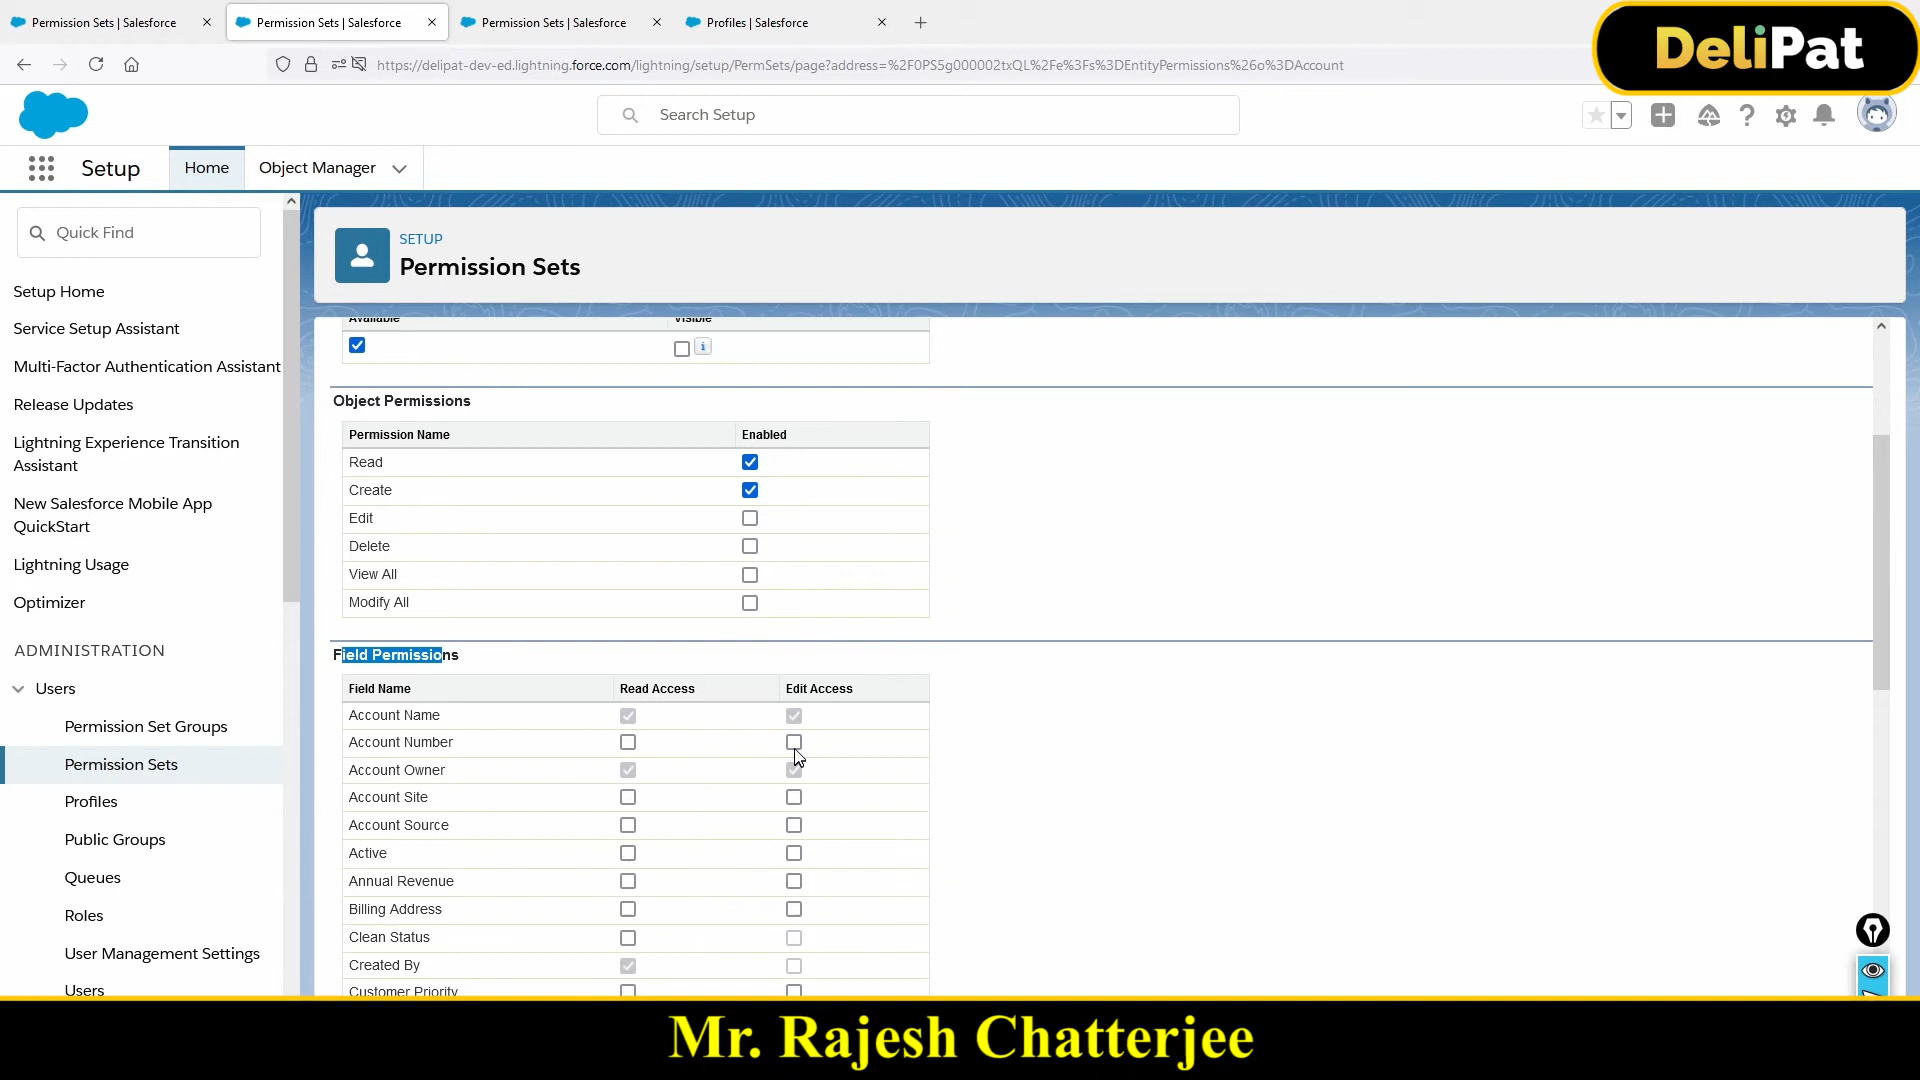 Permission Sets | Salesforce
Permission Sets | Salesforce
Permission Sets | Salesforce
Profiles | Salesforce
https://delipat-dev-ed.lightning.force.com/lightning/setup/PermSets/page?address=%2F0PS5g000002txQL%2Fe%3Fs%3DEntityPermissions%26o%3DAccount
DeliPat
Search Setup
Setup
Home
Object Manager
Quick Find
Setup Home
Service Setup Assistant
Multi-Factor Authentication Assistant
Release Updates
Lightning Experience Transition
Assistant
New Salesforce Mobile App
QuickStart
Lightning Usage
Optimizer
ADMINISTRATION
Users
Permission Set Groups
Permission Sets
Profiles
Public Groups
Queues
Roles
User Management Settings
Users
SETUP
Permission Sets
Available Visible
Object Permissions
Permission Name Enabled
Read
Create
Edit
Delete
View All
Modify All
Field Permissions
Field Name Read Access Edit Access
Account Name
Account Number
Account Owner
Account Site
Account Source
Active
Annual Revenue
Billing Address
Clean Status
Created By
Customer Priority
Mr. Rajesh Chatterjee